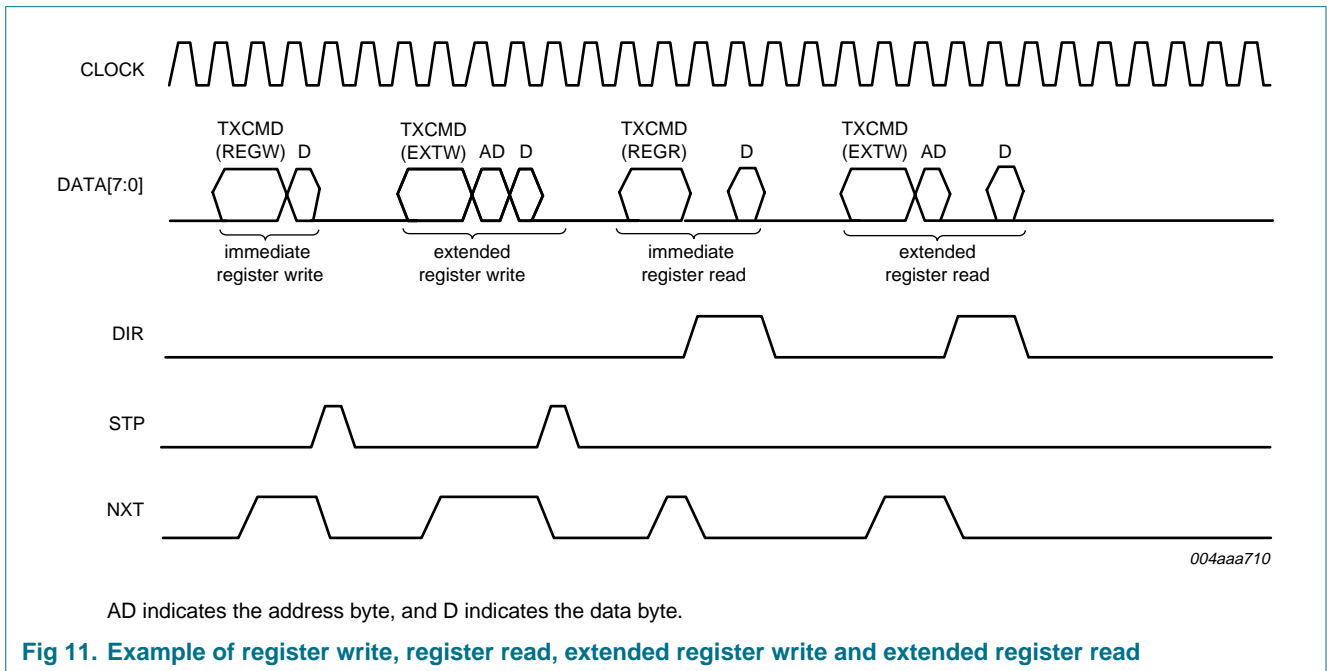 CLOCK
TXCMD
(REGW) D
TXCMD
(EXTW) AD D
TXCMD
(REGR) D
TXCMD
(EXTW) AD D
DATA[7:0]
immediate
register write
extended
register write
immediate
register read
extended
register read
DIR
STP
NXT
004aaa710
AD indicates the address byte, and D indicates the data byte.
Fig 11. Example of register write, register read, extended register write and extended register read